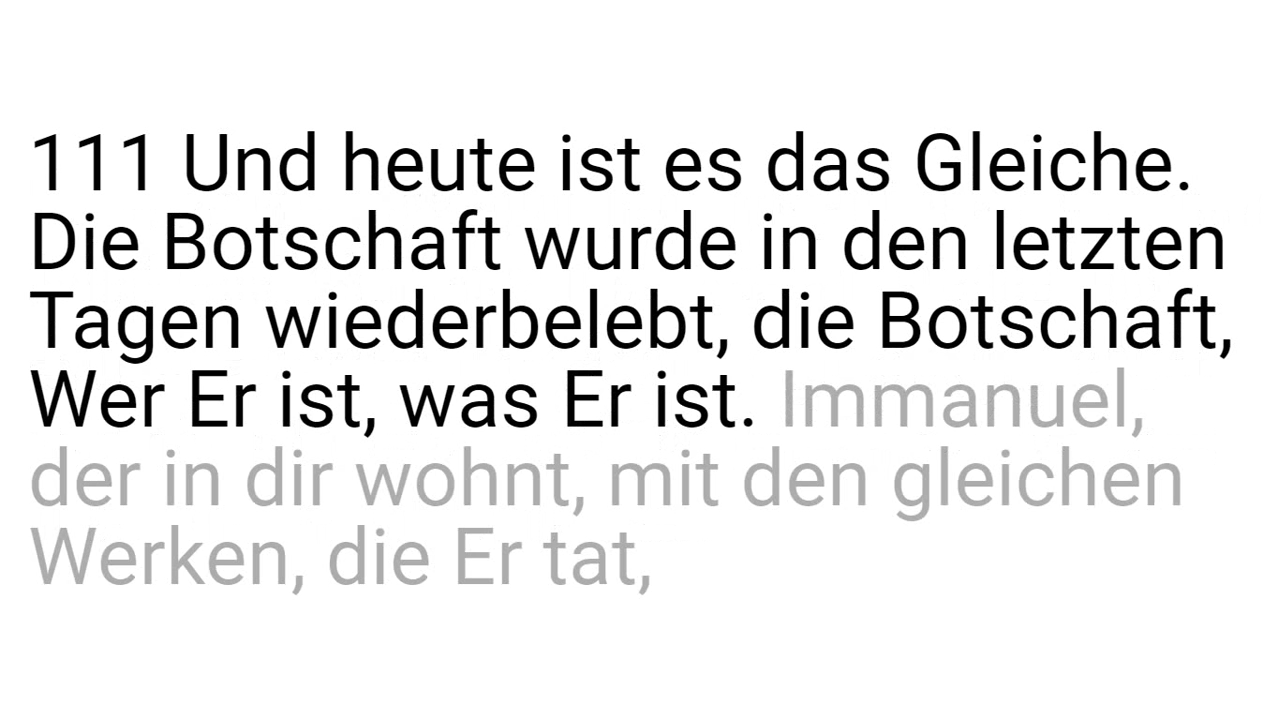 111 Und heute ist es das Gleiche.
Die Botschaft wurde in den letzten
Tagen wiederbelebt, die Botschaft,
Wer Er ist, was Er ist. Immanuel,
der in dir wohnt, mit den gleichen
Werken, die Er tat,